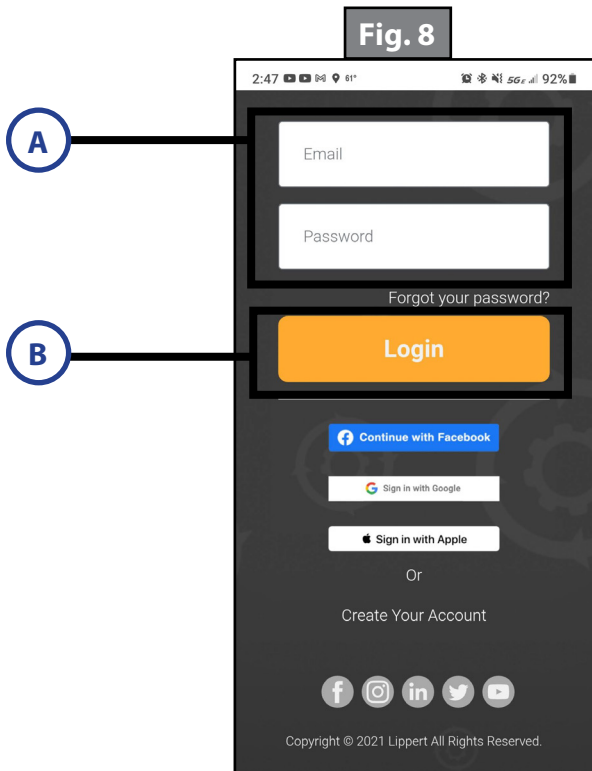 Fig. 8
2:47 61° 5GE 92%
A
Email
Password
Forgot your password?
B
Login
Continue with Facebook
Sign in with Google
Sign in with Apple
Or
Create Your Account
Copyright © 2021 Lippert All Rights Reserved.